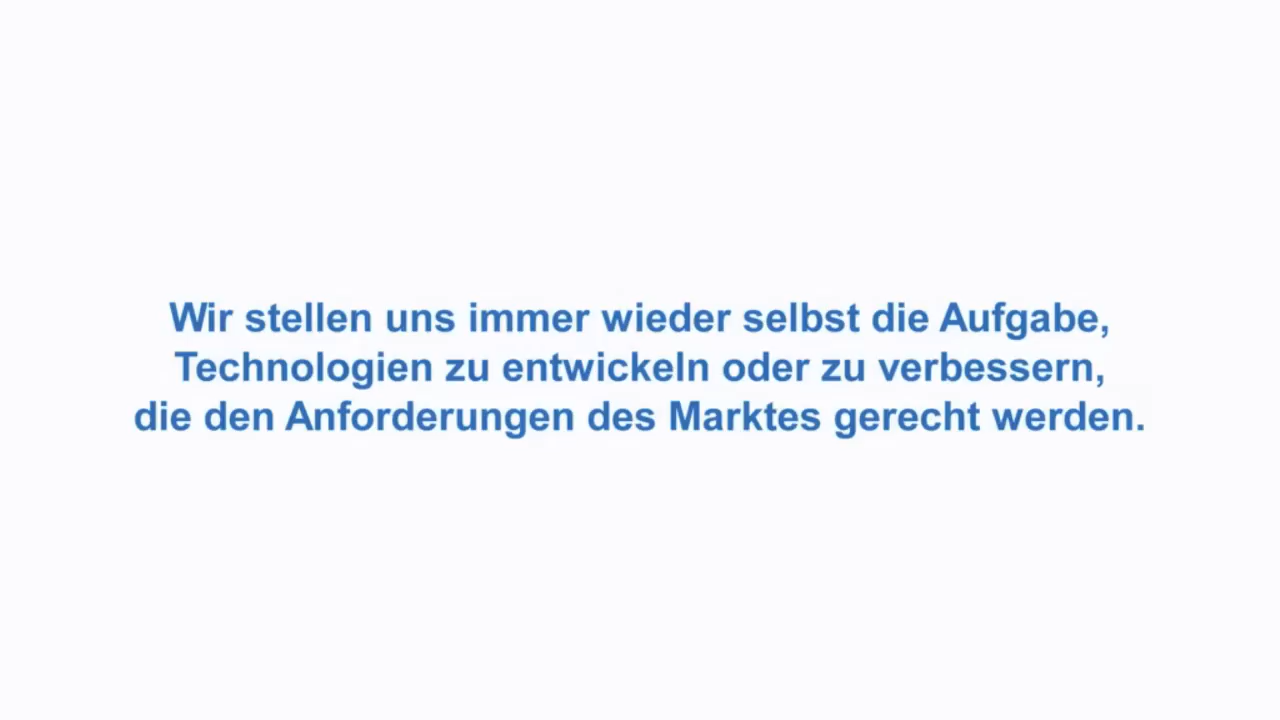 Wir stellen uns immer wieder selbst die Aufgabe,
Technologien zu entwickeln oder zu verbessern,
die den Anforderungen des Marktes gerecht werden.